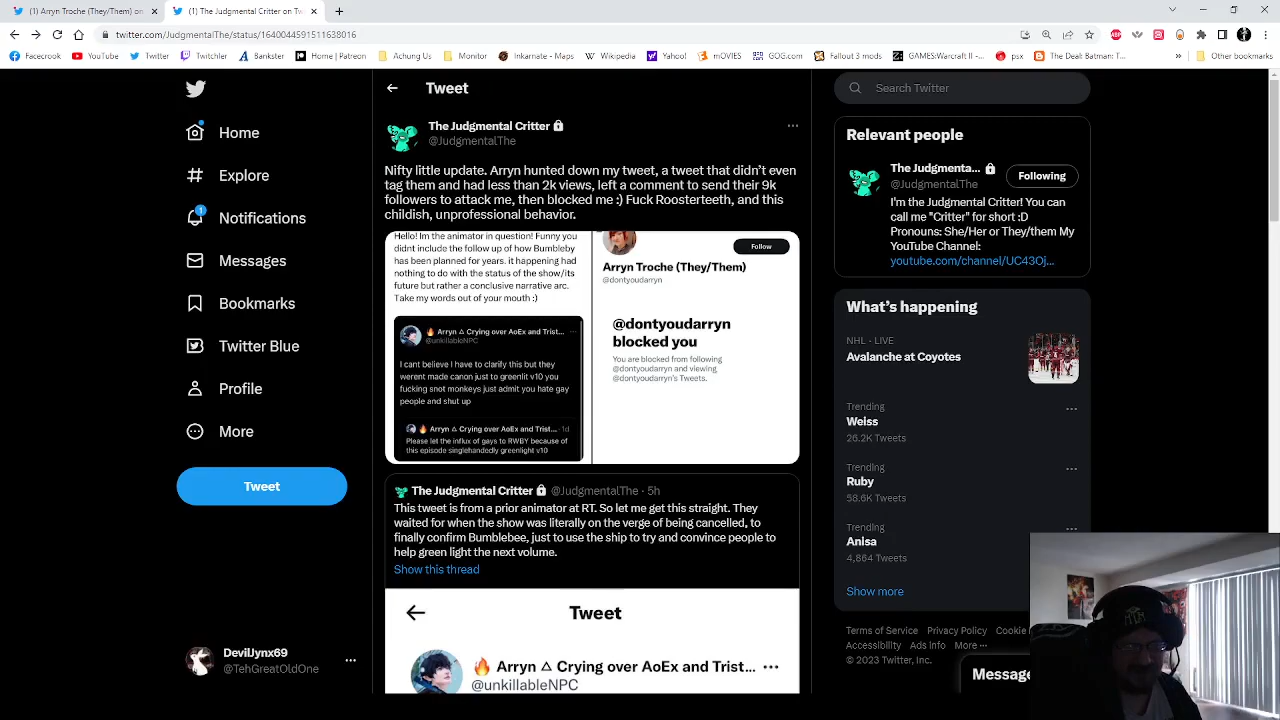 (1) Arryn Troche (They/Them) on
(1) The Judgmental Critter on "Tw
twitter.com/JudgmentalThe/status/1640044591511638016
Facecrook
YouTube
Twitter
Twitchy
Bankster
Home | Patreon
Achung Us
Monitor
Inkarnate - Maps
Wikipedia
Yahoo!
mOVIES
GOG.com
Fallout 3 mods
GAMES:Warcraft II -...
psx
Dead Batmen: T...
»
Other bookmarks
Home
Explore
1
Notifications
Messages
Bookmarks
Twitter Blue
Profile
More
Tweet
DevilJynx69
@TehGreatOldOne
Tweet
The Judgmental Critter
@JudgmentalThe
Nifty little update. Arryn hunted down my tweet, a tweet that didn't even
tag them and had less than 2k views, left a comment to send their 9k
followers to attack me, then blocked me :) Fuck Roosterteeth, and this
childish, unprofessional behavior.
Hello! Im the animator in question! Funny you
didnt include the follow up of how Bumbleby
has been planned for years. it happening had
nothing to do with the status of the show/its
future but rather a conclusive narrative arc.
Take my words out of your mouth :)
Arryn △ Crying over AoEx and Trist...
@unkillableNPC
I cant believe I have to clarify this but they
werent made canon just to greenlit v10 you
fucking snot monkeys just admit you hate gay
people and shut up
Arryn △ Crying over AoEx and Trist... · 1d
Please let the influx of gays to RWBY because of
this episode singlehandedly greenlight v10
Follow
Arryn Troche (They/Them)
@dontyoudarryn
@dontyoudarryn
blocked you
You are blocked from following
@dontyoudarryn and viewing
@dontyoudarryn's Tweets.
The Judgmental Critter @JudgmentalThe · 5h
This tweet is from a prior animator at RT. So let me get this straight. They
waited for when the show was literally on the verge of being cancelled, to
finally confirm Bumblebee, just to use the ship to try and convince people to
help green light the next volume.
Show this thread
Tweet
Arryn △ Crying over AoEx and Trist...
@unkillableNPC
Search Twitter
Relevant people
The Judgmenta...
@JudgmentalThe
Following
I'm the Judgmental Critter! You can
call me "Critter" for short :D
Pronouns: She/Her or They/them My
YouTube Channel:
youtube.com/channel/UC43Oj...
What's happening
NHL · LIVE
Avalanche at Coyotes
Trending
Weiss
26.2K Tweets
Trending
Ruby
58.6K Tweets
Trending
Anisa
4,864 Tweets
Show more
Terms of Service Privacy Policy Cookie
Accessibility Ads info More ···
© 2023 Twitter, Inc.
Message